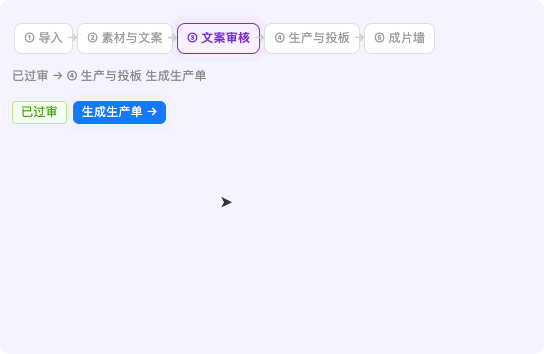 ① 导入 → ② 素材与文案 → ③ 文案审核 → ④ 生产与投板 → ⑤ 成片墙
已过审 → ④ 生产与投板 生成生产单
已过审 生成生产单 →